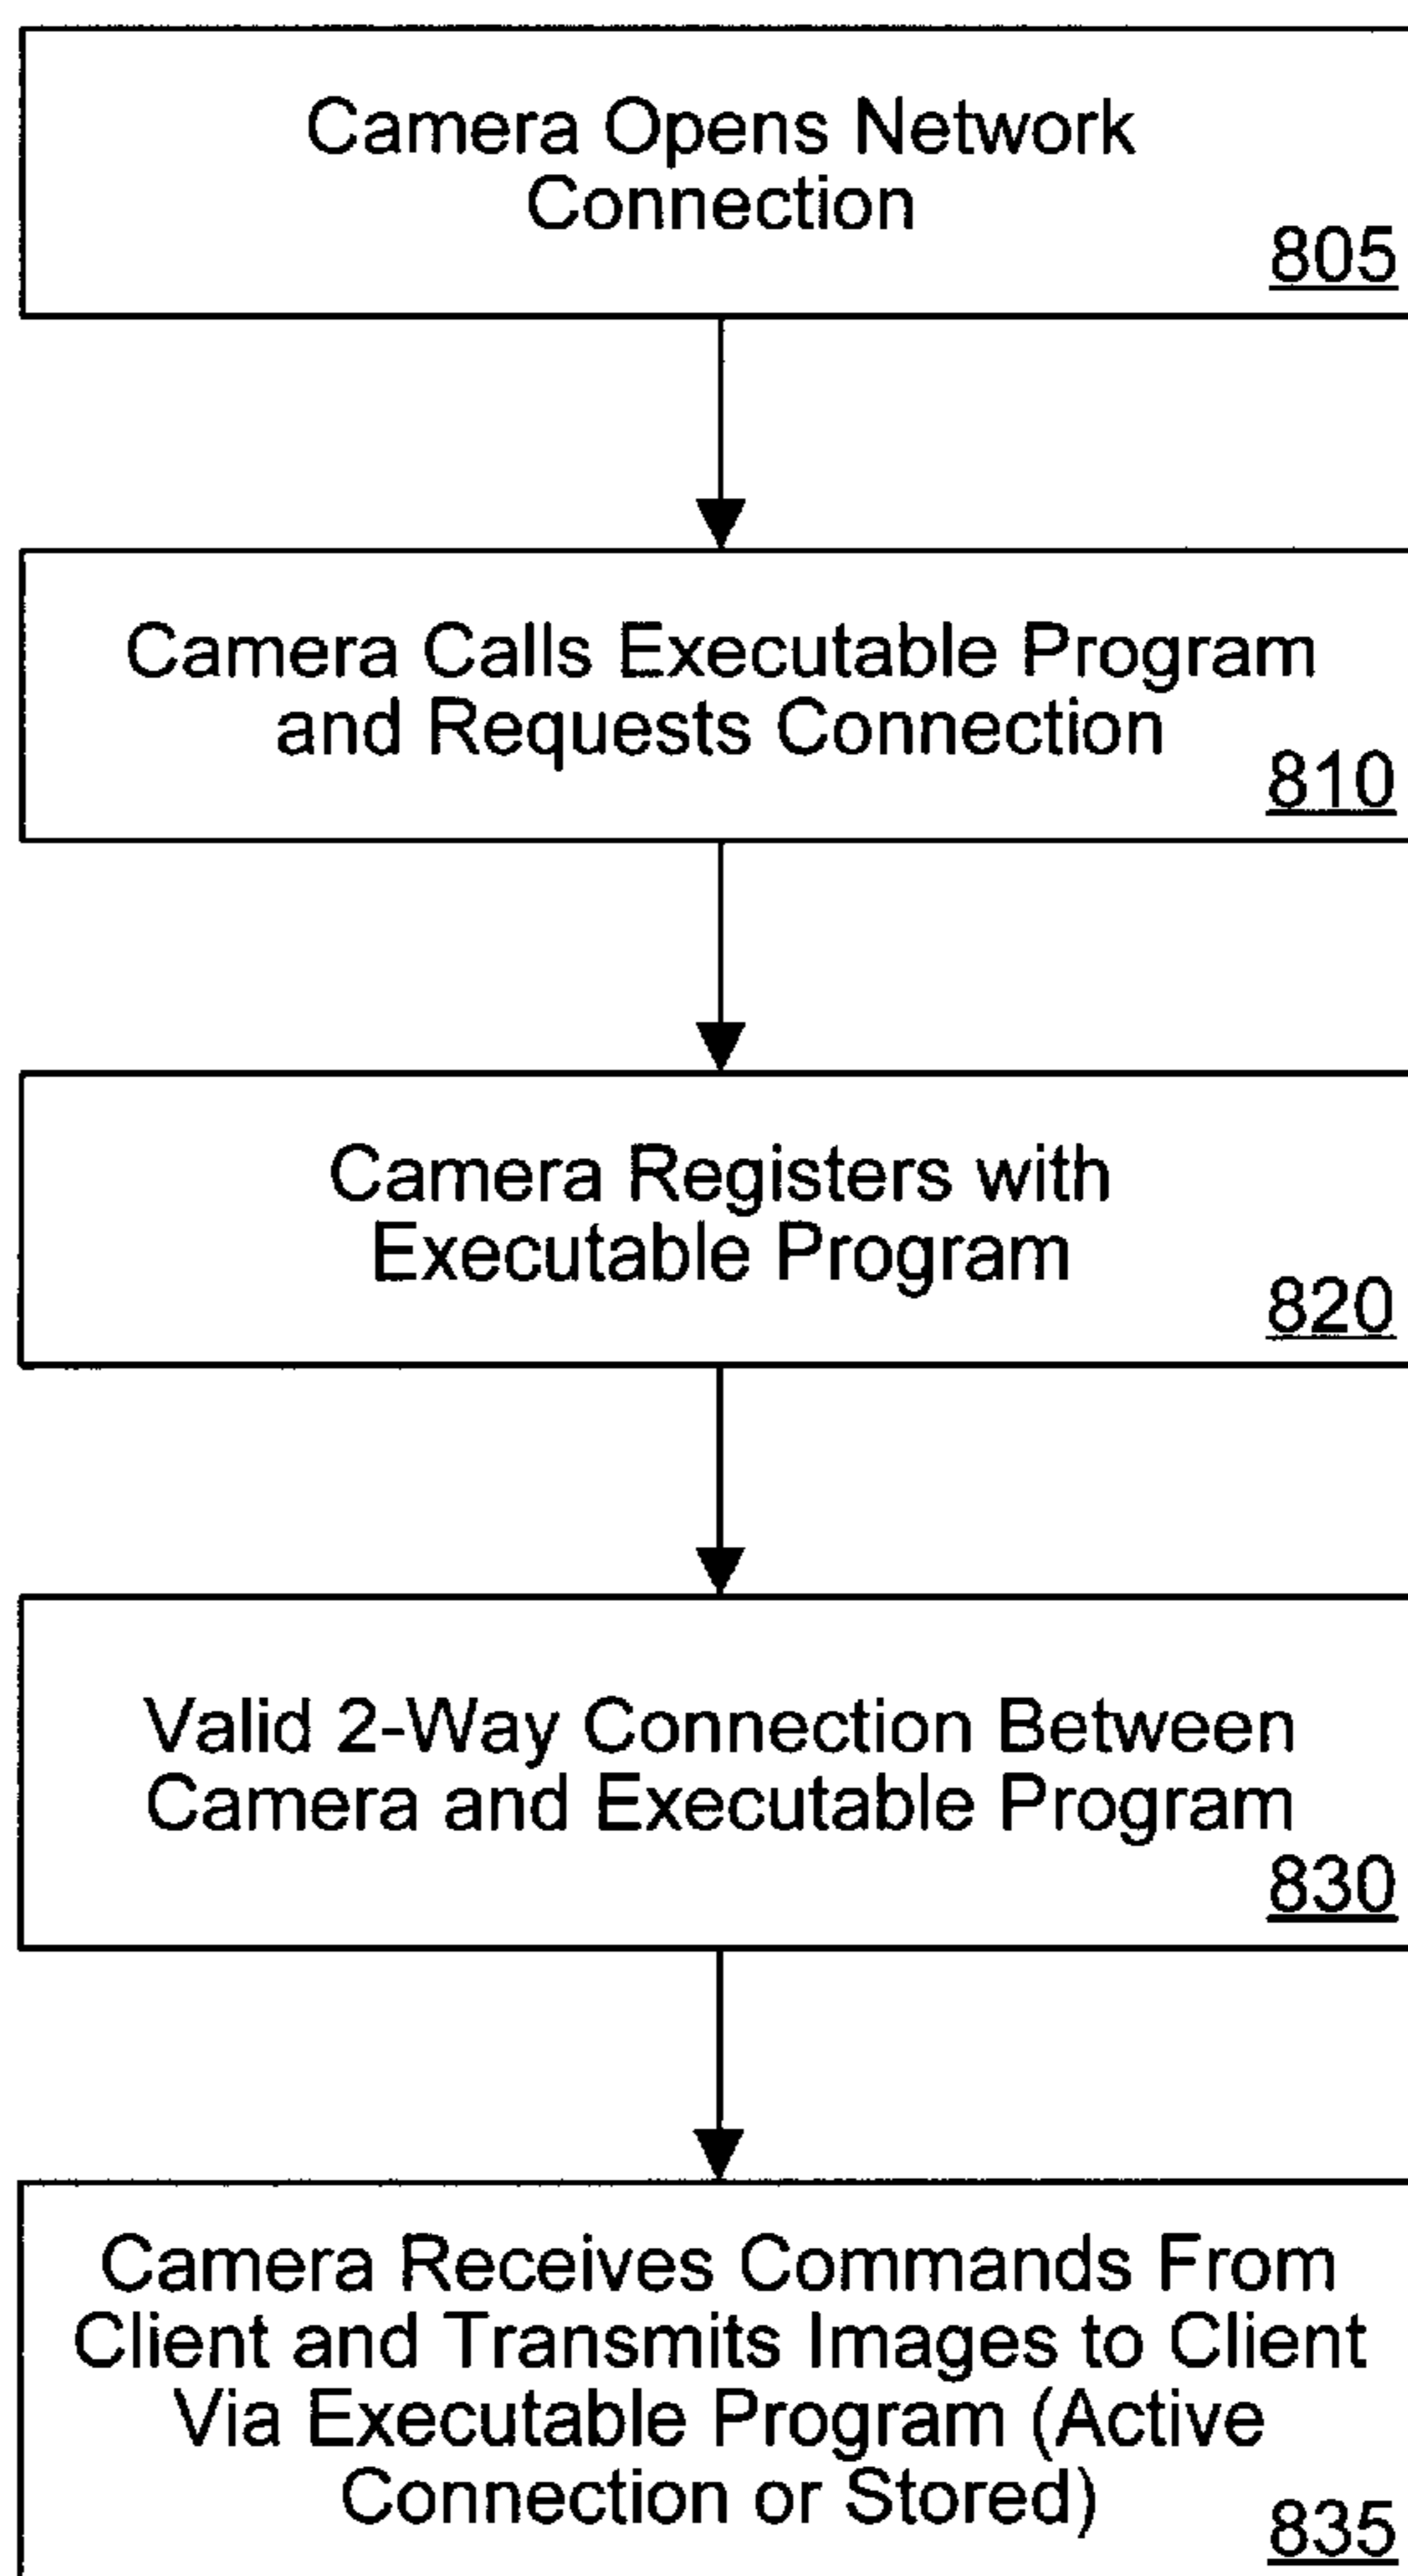 Camera Opens Network
Connection
805
Camera Calls Executable Program
and Requests Connection
810
Camera Registers with
Executable Program
820
Valid 2-Way Connection Between
Camera and Executable Program
830
Camera Receives Commands From
Client and Transmits Images to Client
Via Executable Program (Active
Connection or Stored)
835